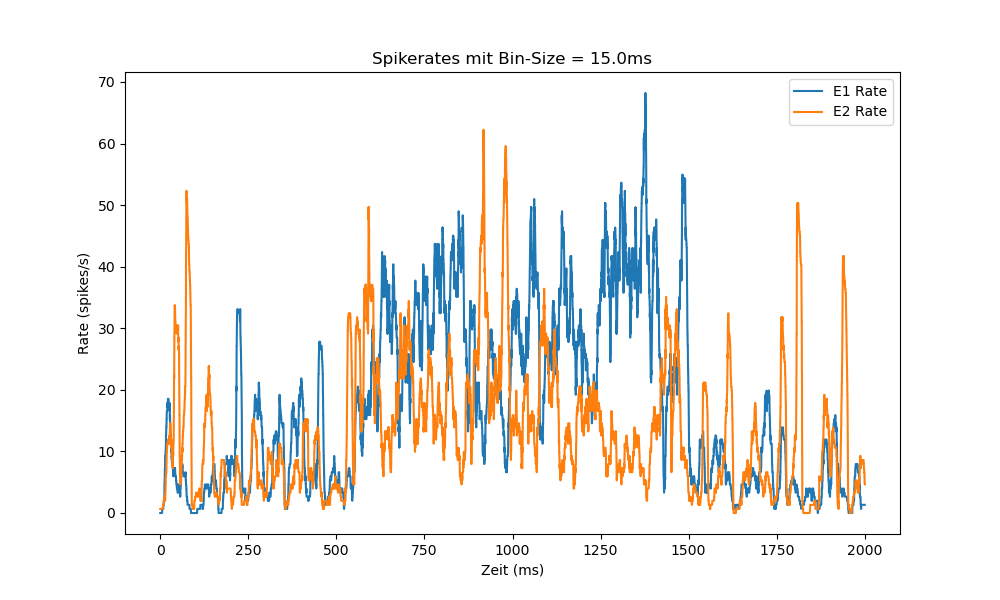 Spikerates mit Bin-Size = 15.0ms
E1 Rate
E2 Rate
70
60
50
40
30
20
10
0
Rate (spikes/s)
0 250 500 750 1000 1250 1500 1750 2000
Zeit (ms)